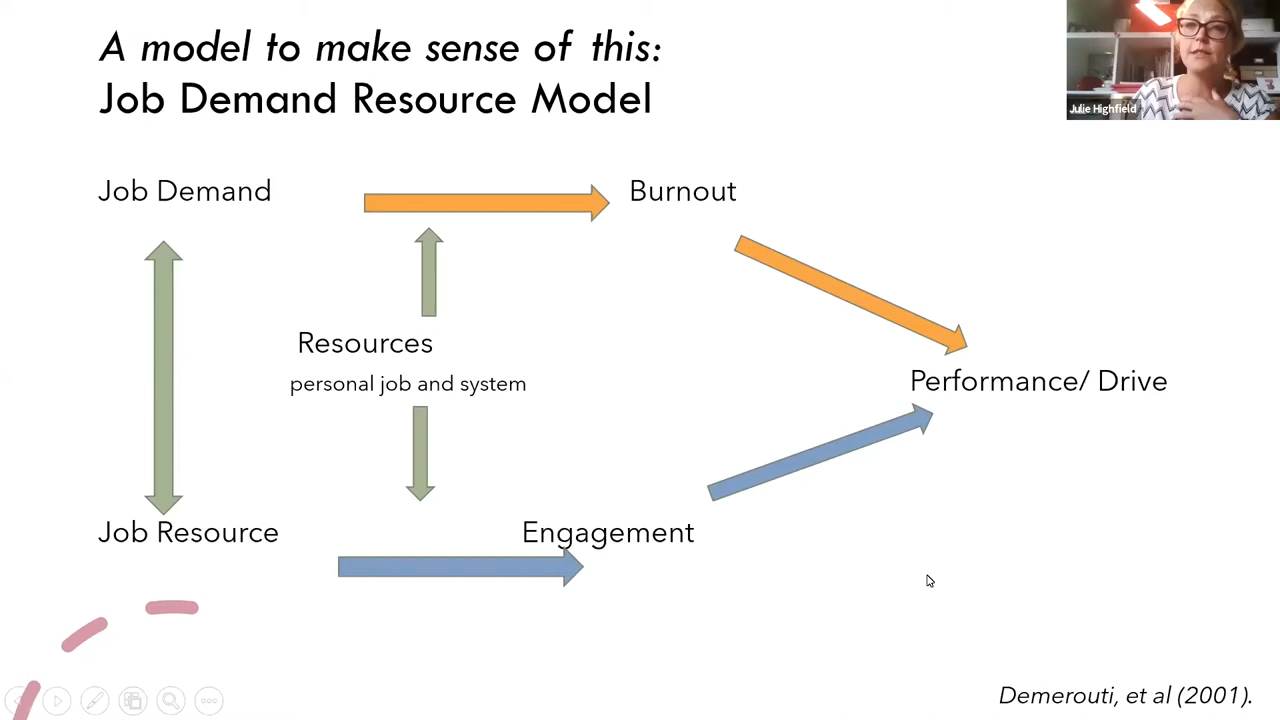 A model to make sense of this:
Job Demand Resource Model
Julie Highfield
Job Demand
Burnout
Resources
personal job and system
Performance/ Drive
Job Resource
Engagement
Demerouti, et al (2001).